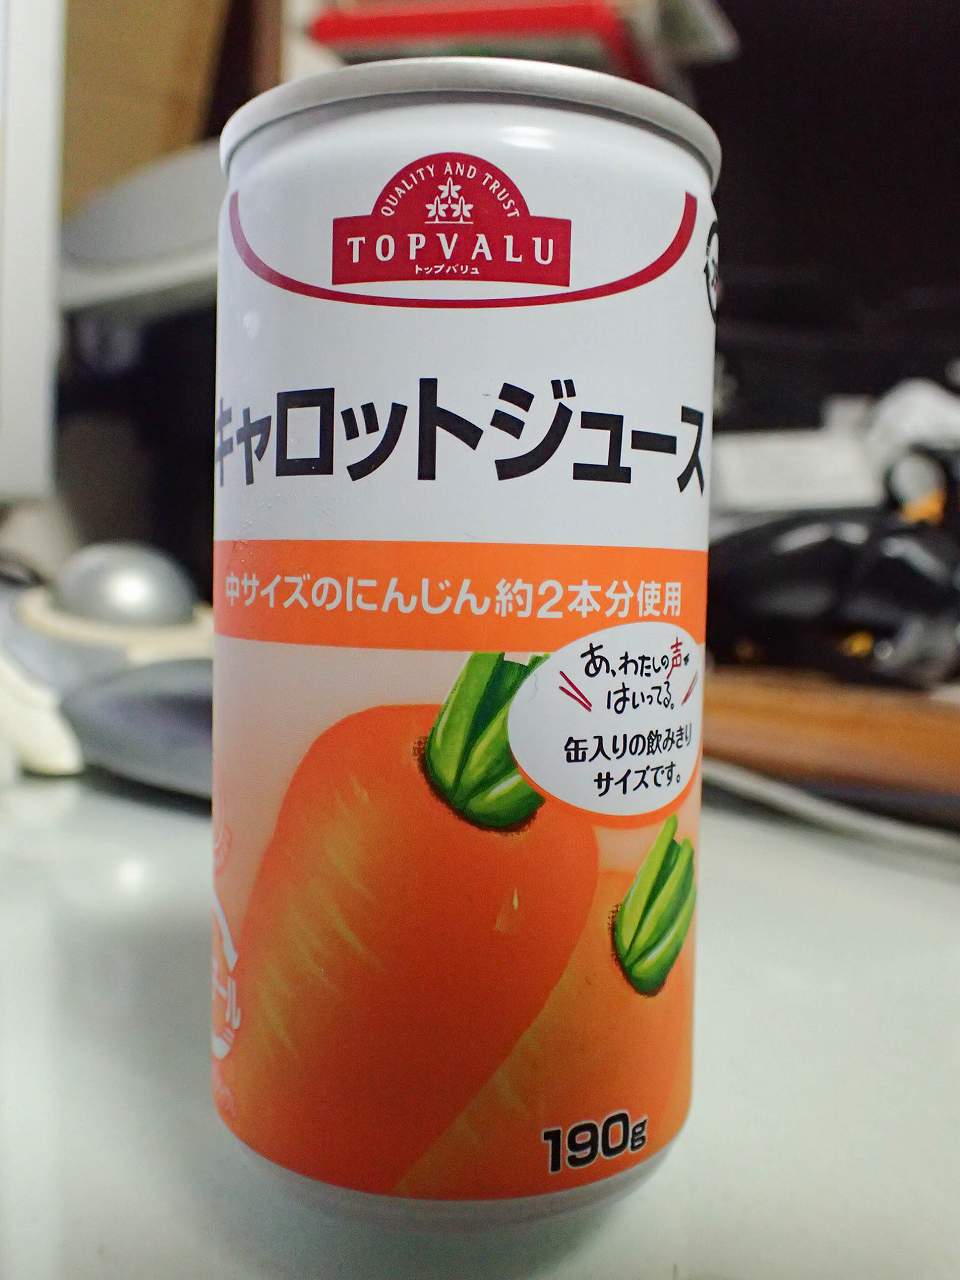 QUALITY AND TRUST
TOPVALU
トップバリュ
キャロットジュース
中サイズのにんじん約2本分使用
あ、わたしの声が
はいってる。
缶入りの飲みきり
サイズです。
ール
190g